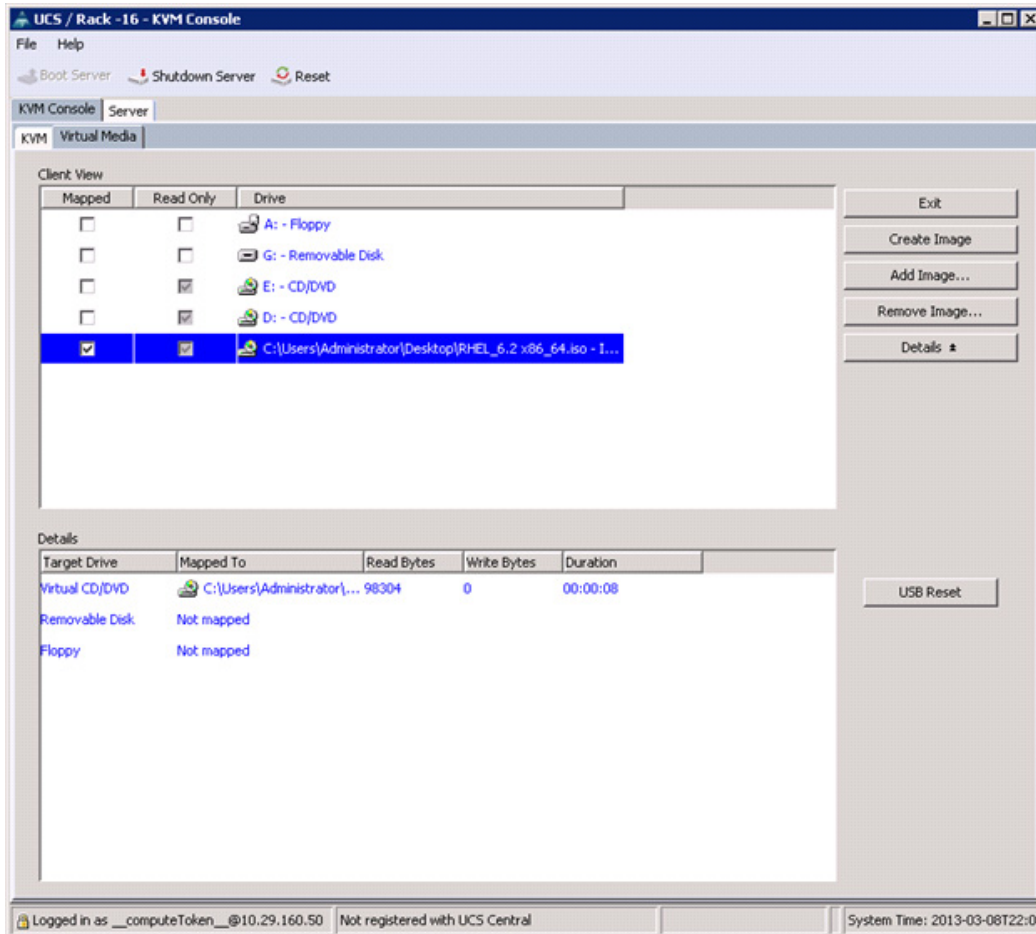 UCS / Rack -16 - KVM Console
File Help
Boot Server Shutdown Server Reset
KVM Console Server
KVM Virtual Media
Client View
Mapped Read Only Drive
A: - Floppy
G: - Removable Disk
E: - CD/DVD
D: - CD/DVD
C:\Users\Administrator\Desktop\RHEL_6.2 x86_64.iso - I...
Exit
Create Image
Add Image...
Remove Image...
Details
Details
Target Drive Mapped To Read Bytes Write Bytes Duration
Virtual CD/DVD C:\Users\Administrator\... 98304 0 00:00:08
Removable Disk Not mapped
Floppy Not mapped
USB Reset
Logged in as __computeToken__@10.29.160.50 Not registered with UCS Central System Time: 2013-03-08T22:0